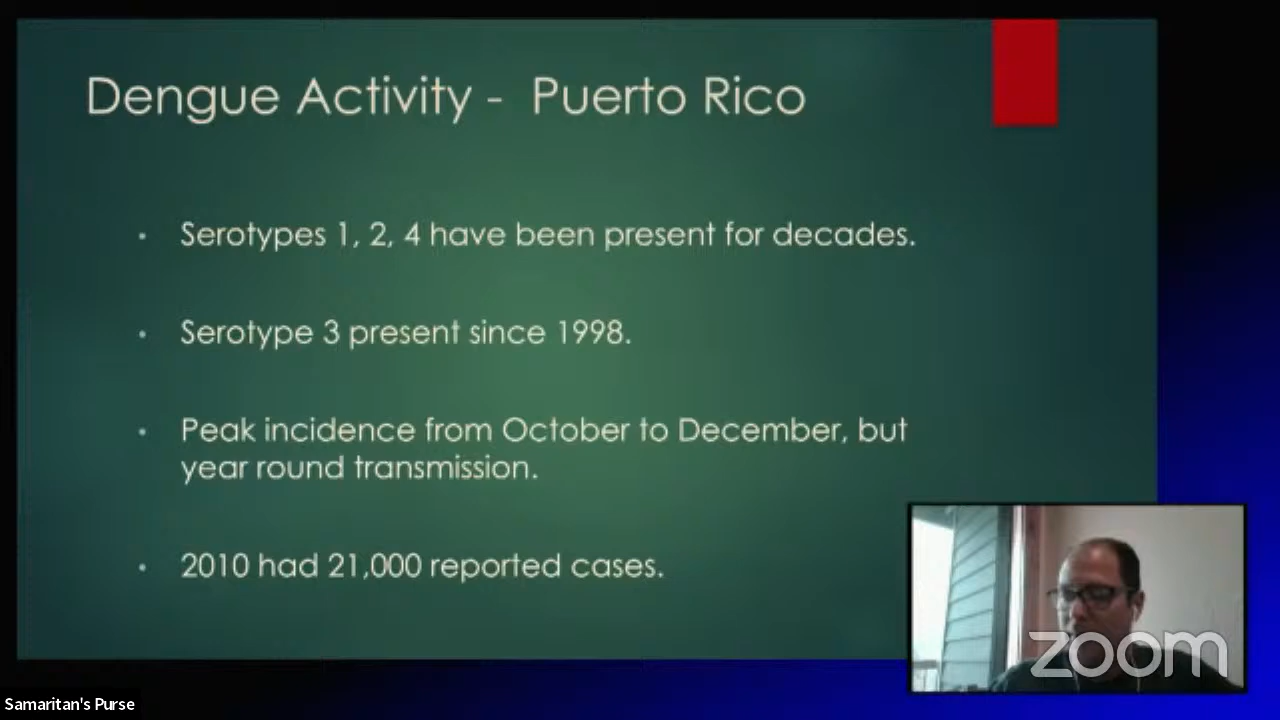 Dengue Activity - Puerto Rico
• Serotypes 1, 2, 4 have been present for decades.
• Serotype 3 present since 1998.
• Peak incidence from October to December, but
year round transmission.
• 2010 had 21,000 reported cases.
zoom
Samaritan's Purse